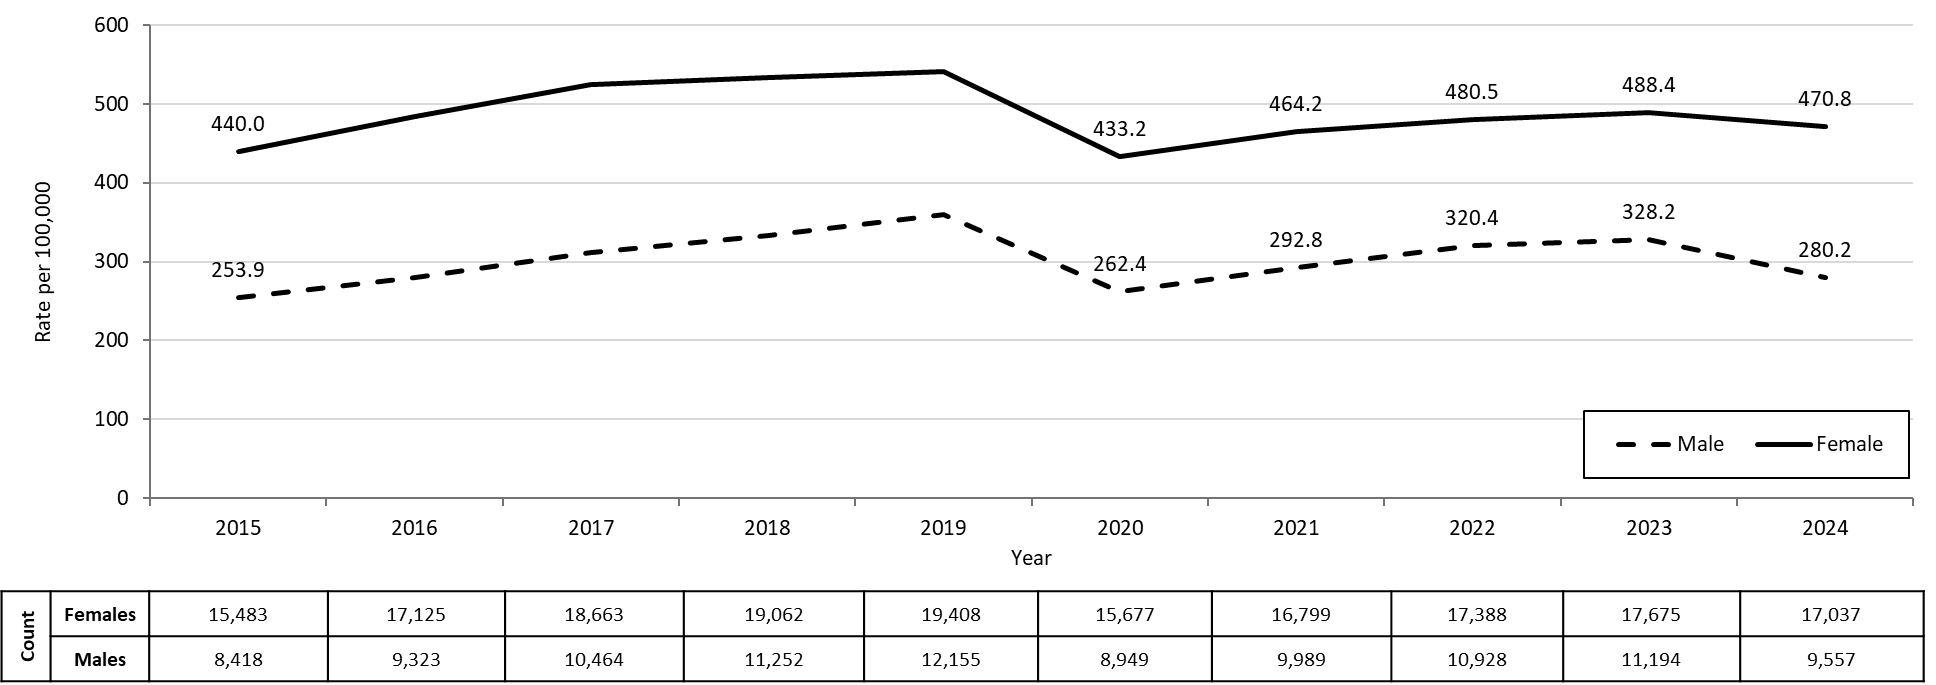 600
500
400
300
200
100
0
Rate per 100,000
440.0
433.2
464.2
480.5
488.4
470.8
253.9
262.4
292.8
320.4
328.2
280.2
Male Female
2015 2016 2017 2018 2019 2020 2021 2022 2023 2024
Year
Count
Females 15,483 17,125 18,663 19,062 19,408 15,677 16,799 17,388 17,675 17,037
Males 8,418 9,323 10,464 11,252 12,155 8,949 9,989 10,928 11,194 9,557